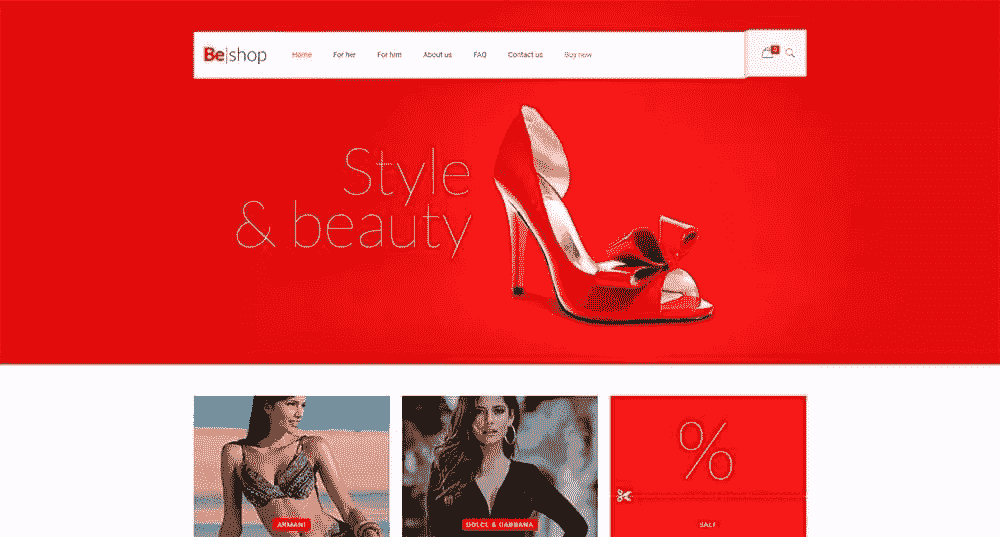 Be|shop
Home For her For him About us FAQ Contact us Buy now
0
Style
& beauty
%
ARMANI
DOLCE & GABBANA
SALE